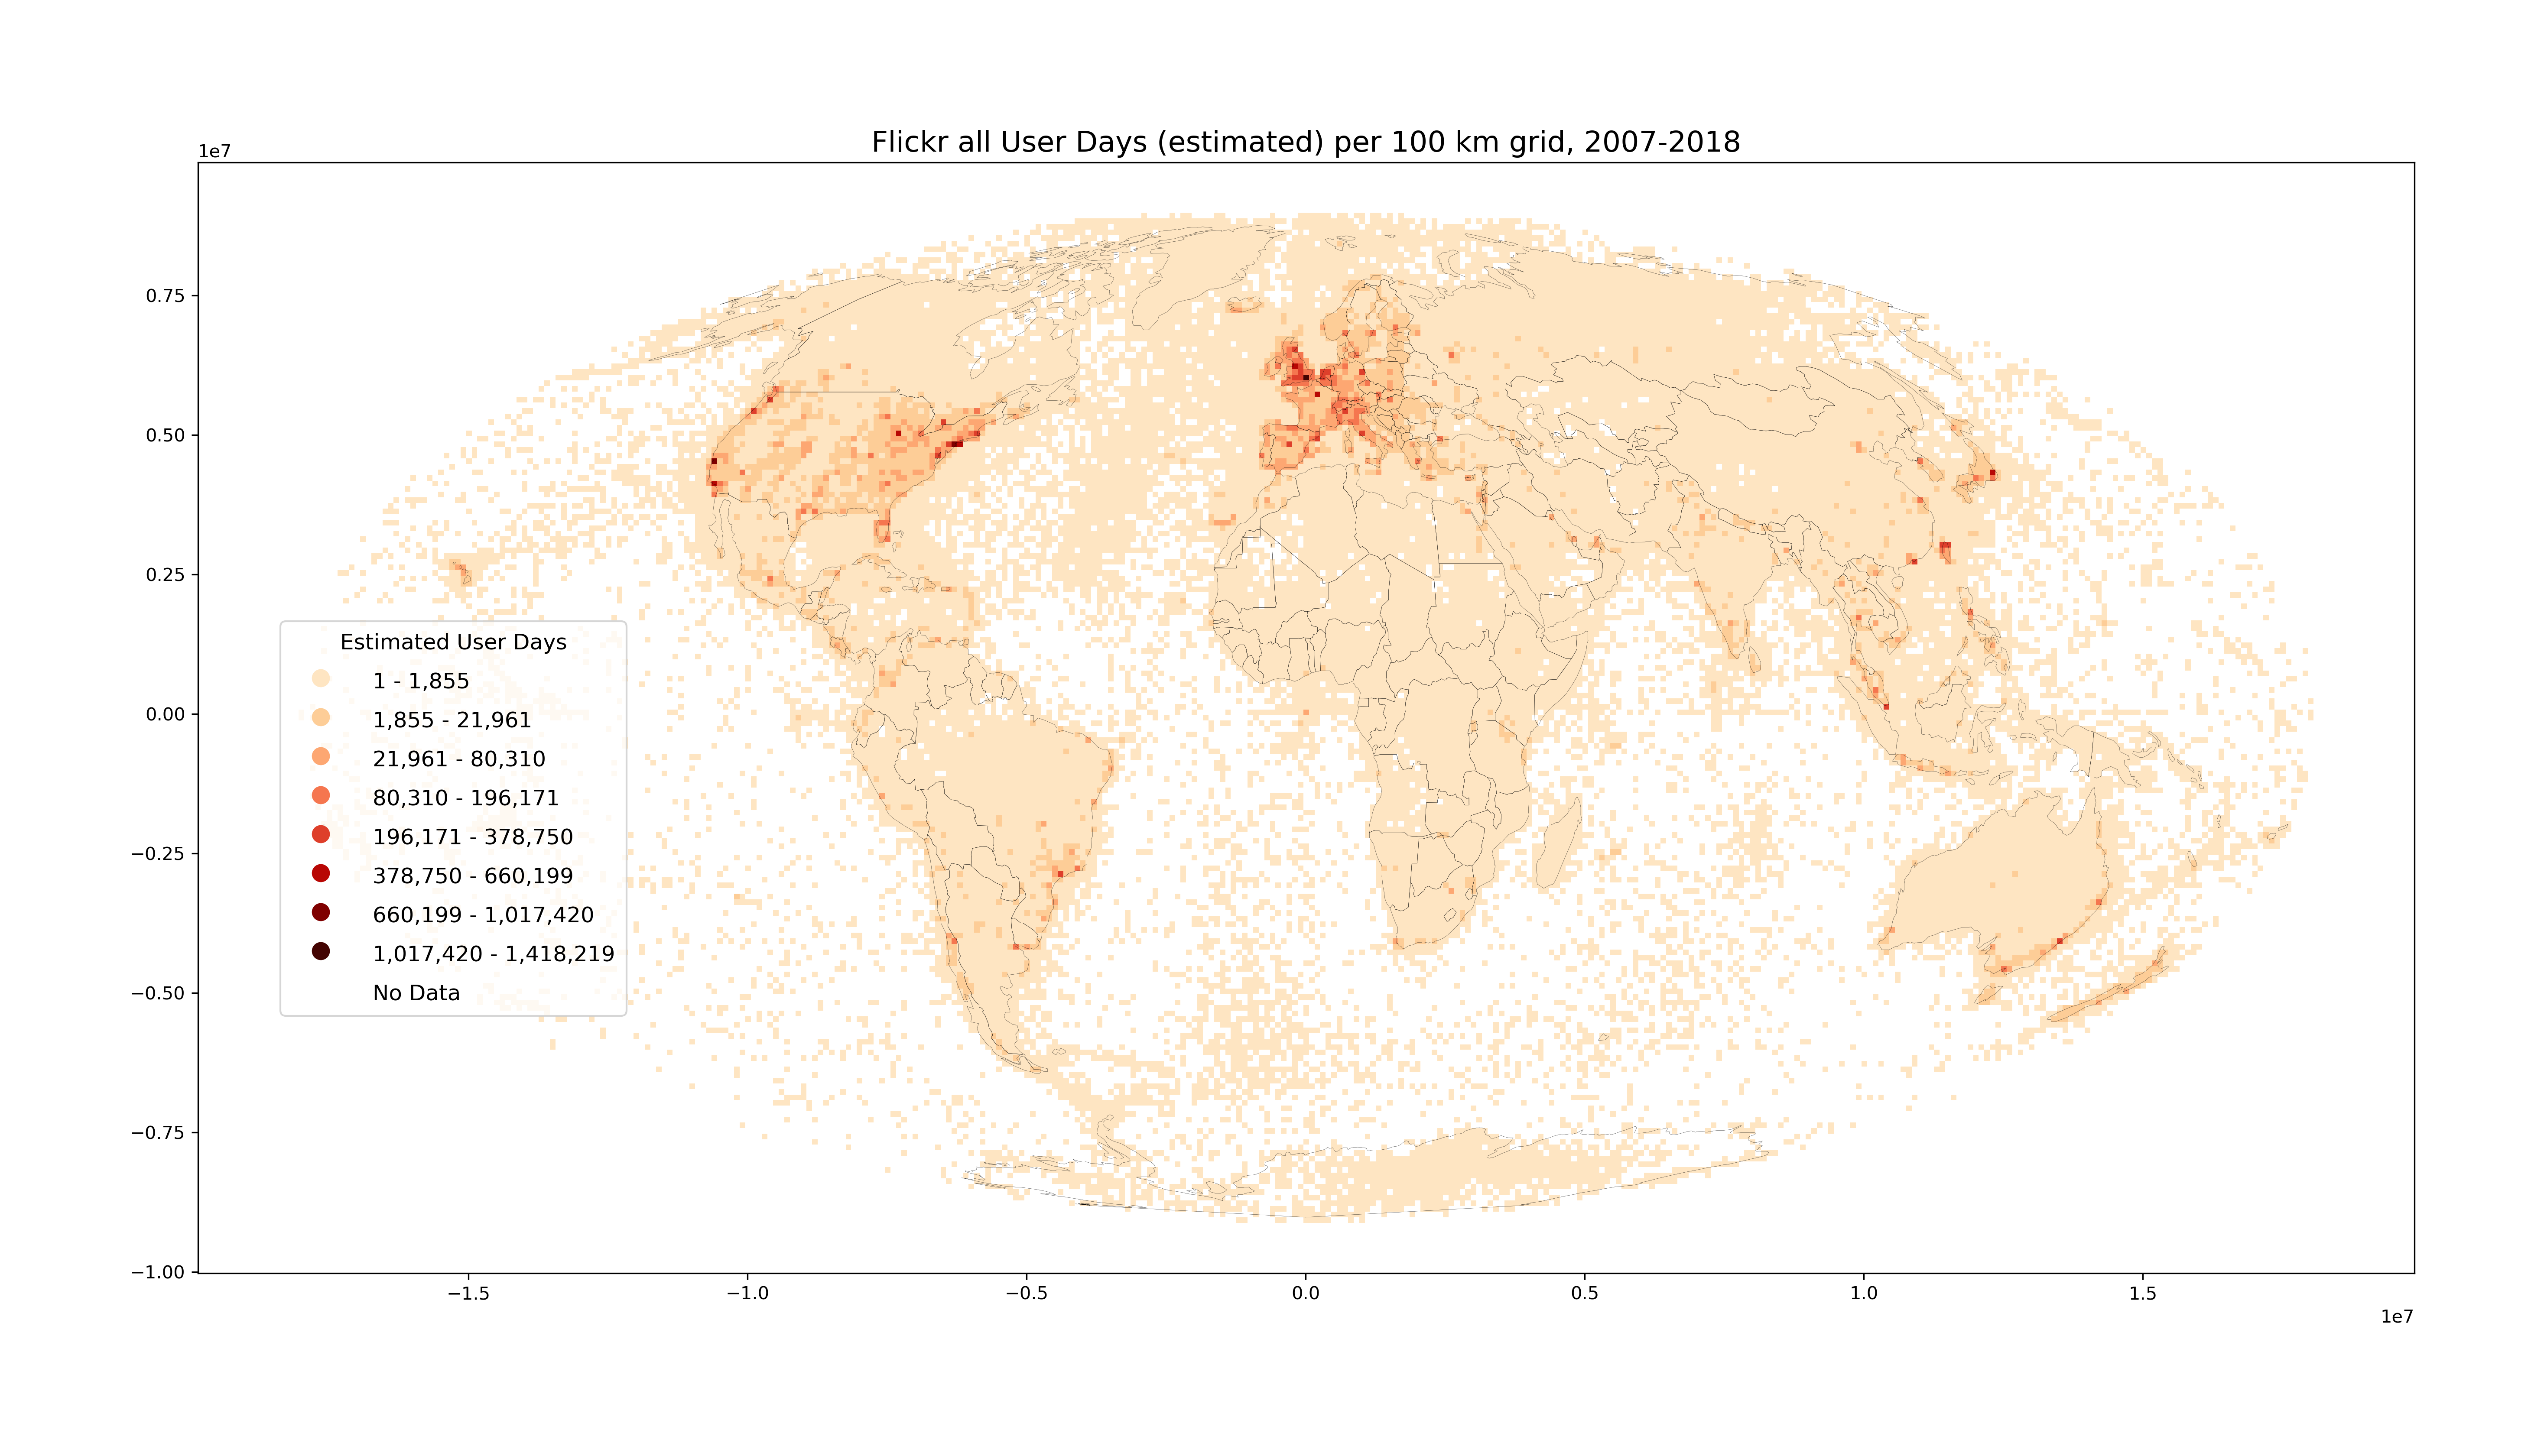 Flickr all User Days (estimated) per 100 km grid, 2007-2018
1e7
0.75
0.50
0.25
0.00
−0.25
−0.50
−0.75
−1.00
Estimated User Days
1 - 1,855
1,855 - 21,961
21,961 - 80,310
80,310 - 196,171
196,171 - 378,750
378,750 - 660,199
660,199 - 1,017,420
1,017,420 - 1,418,219
No Data
−1.5 −1.0 −0.5 0.0 0.5 1.0 1.5
1e7